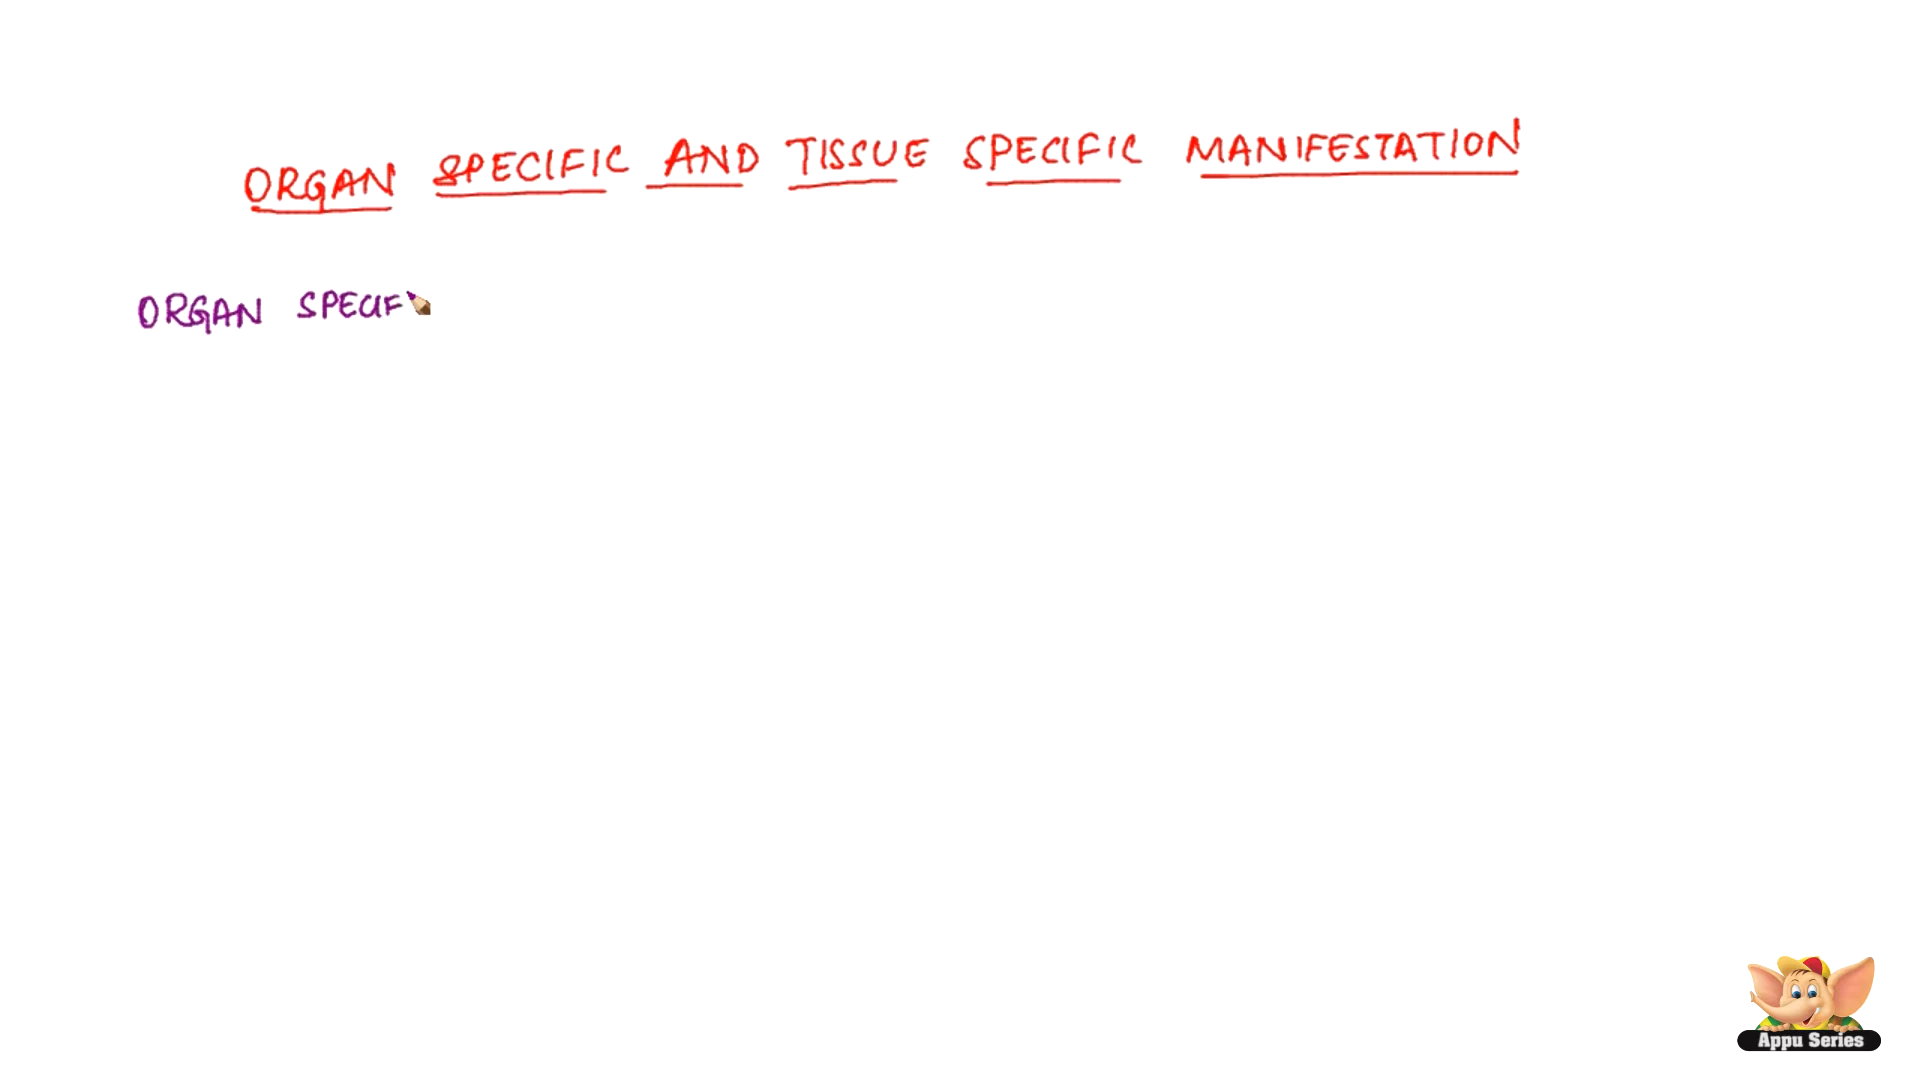 ORGAN SPECIFIC AND TISSUE SPECIFIC MANIFESTATION
ORGAN SPECIF
Appu Series